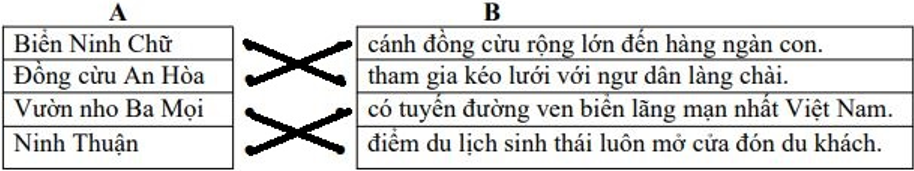 A B
Biển Ninh Chữ cánh đồng cừu rộng lớn đến hàng ngàn con.
Đồng cừu An Hòa tham gia kéo lưới với ngư dân làng chài.
Vườn nho Ba Mọi có tuyến đường ven biển lãng mạn nhất Việt Nam.
Ninh Thuận điểm du lịch sinh thái luôn mở cửa đón du khách.